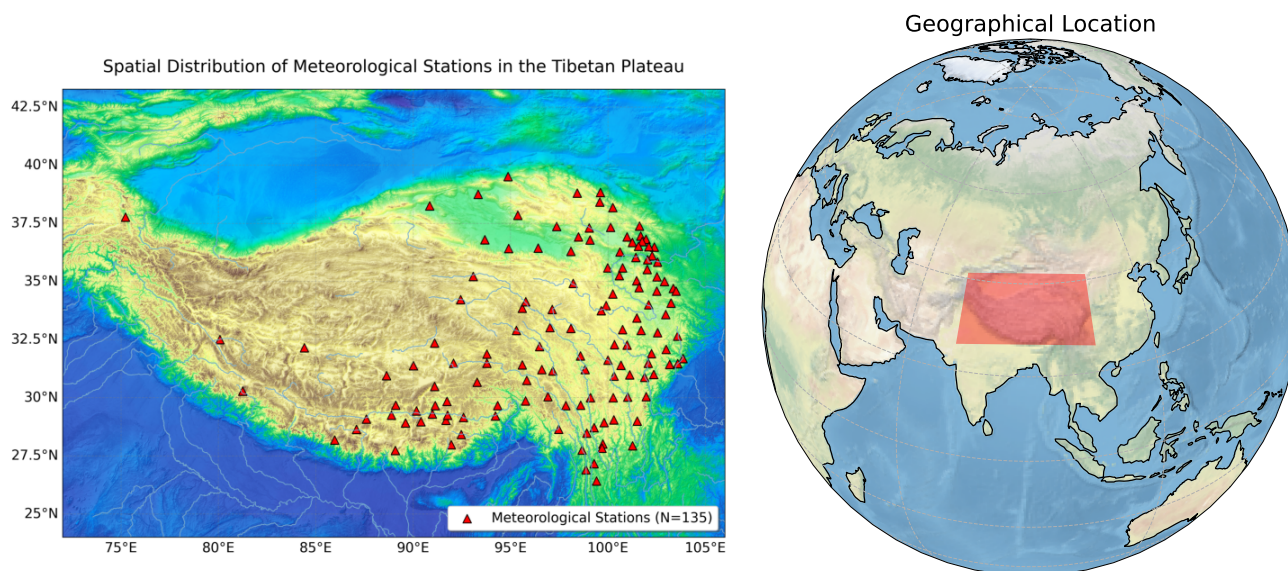 Geographical Location
Spatial Distribution of Meteorological Stations in the Tibetan Plateau
42.5°N
40°N
37.5°N
35°N
32.5°N
30°N
27.5°N
25°N
Meteorological Stations (N=135)
75°E 80°E 85°E 90°E 95°E 100°E 105°E